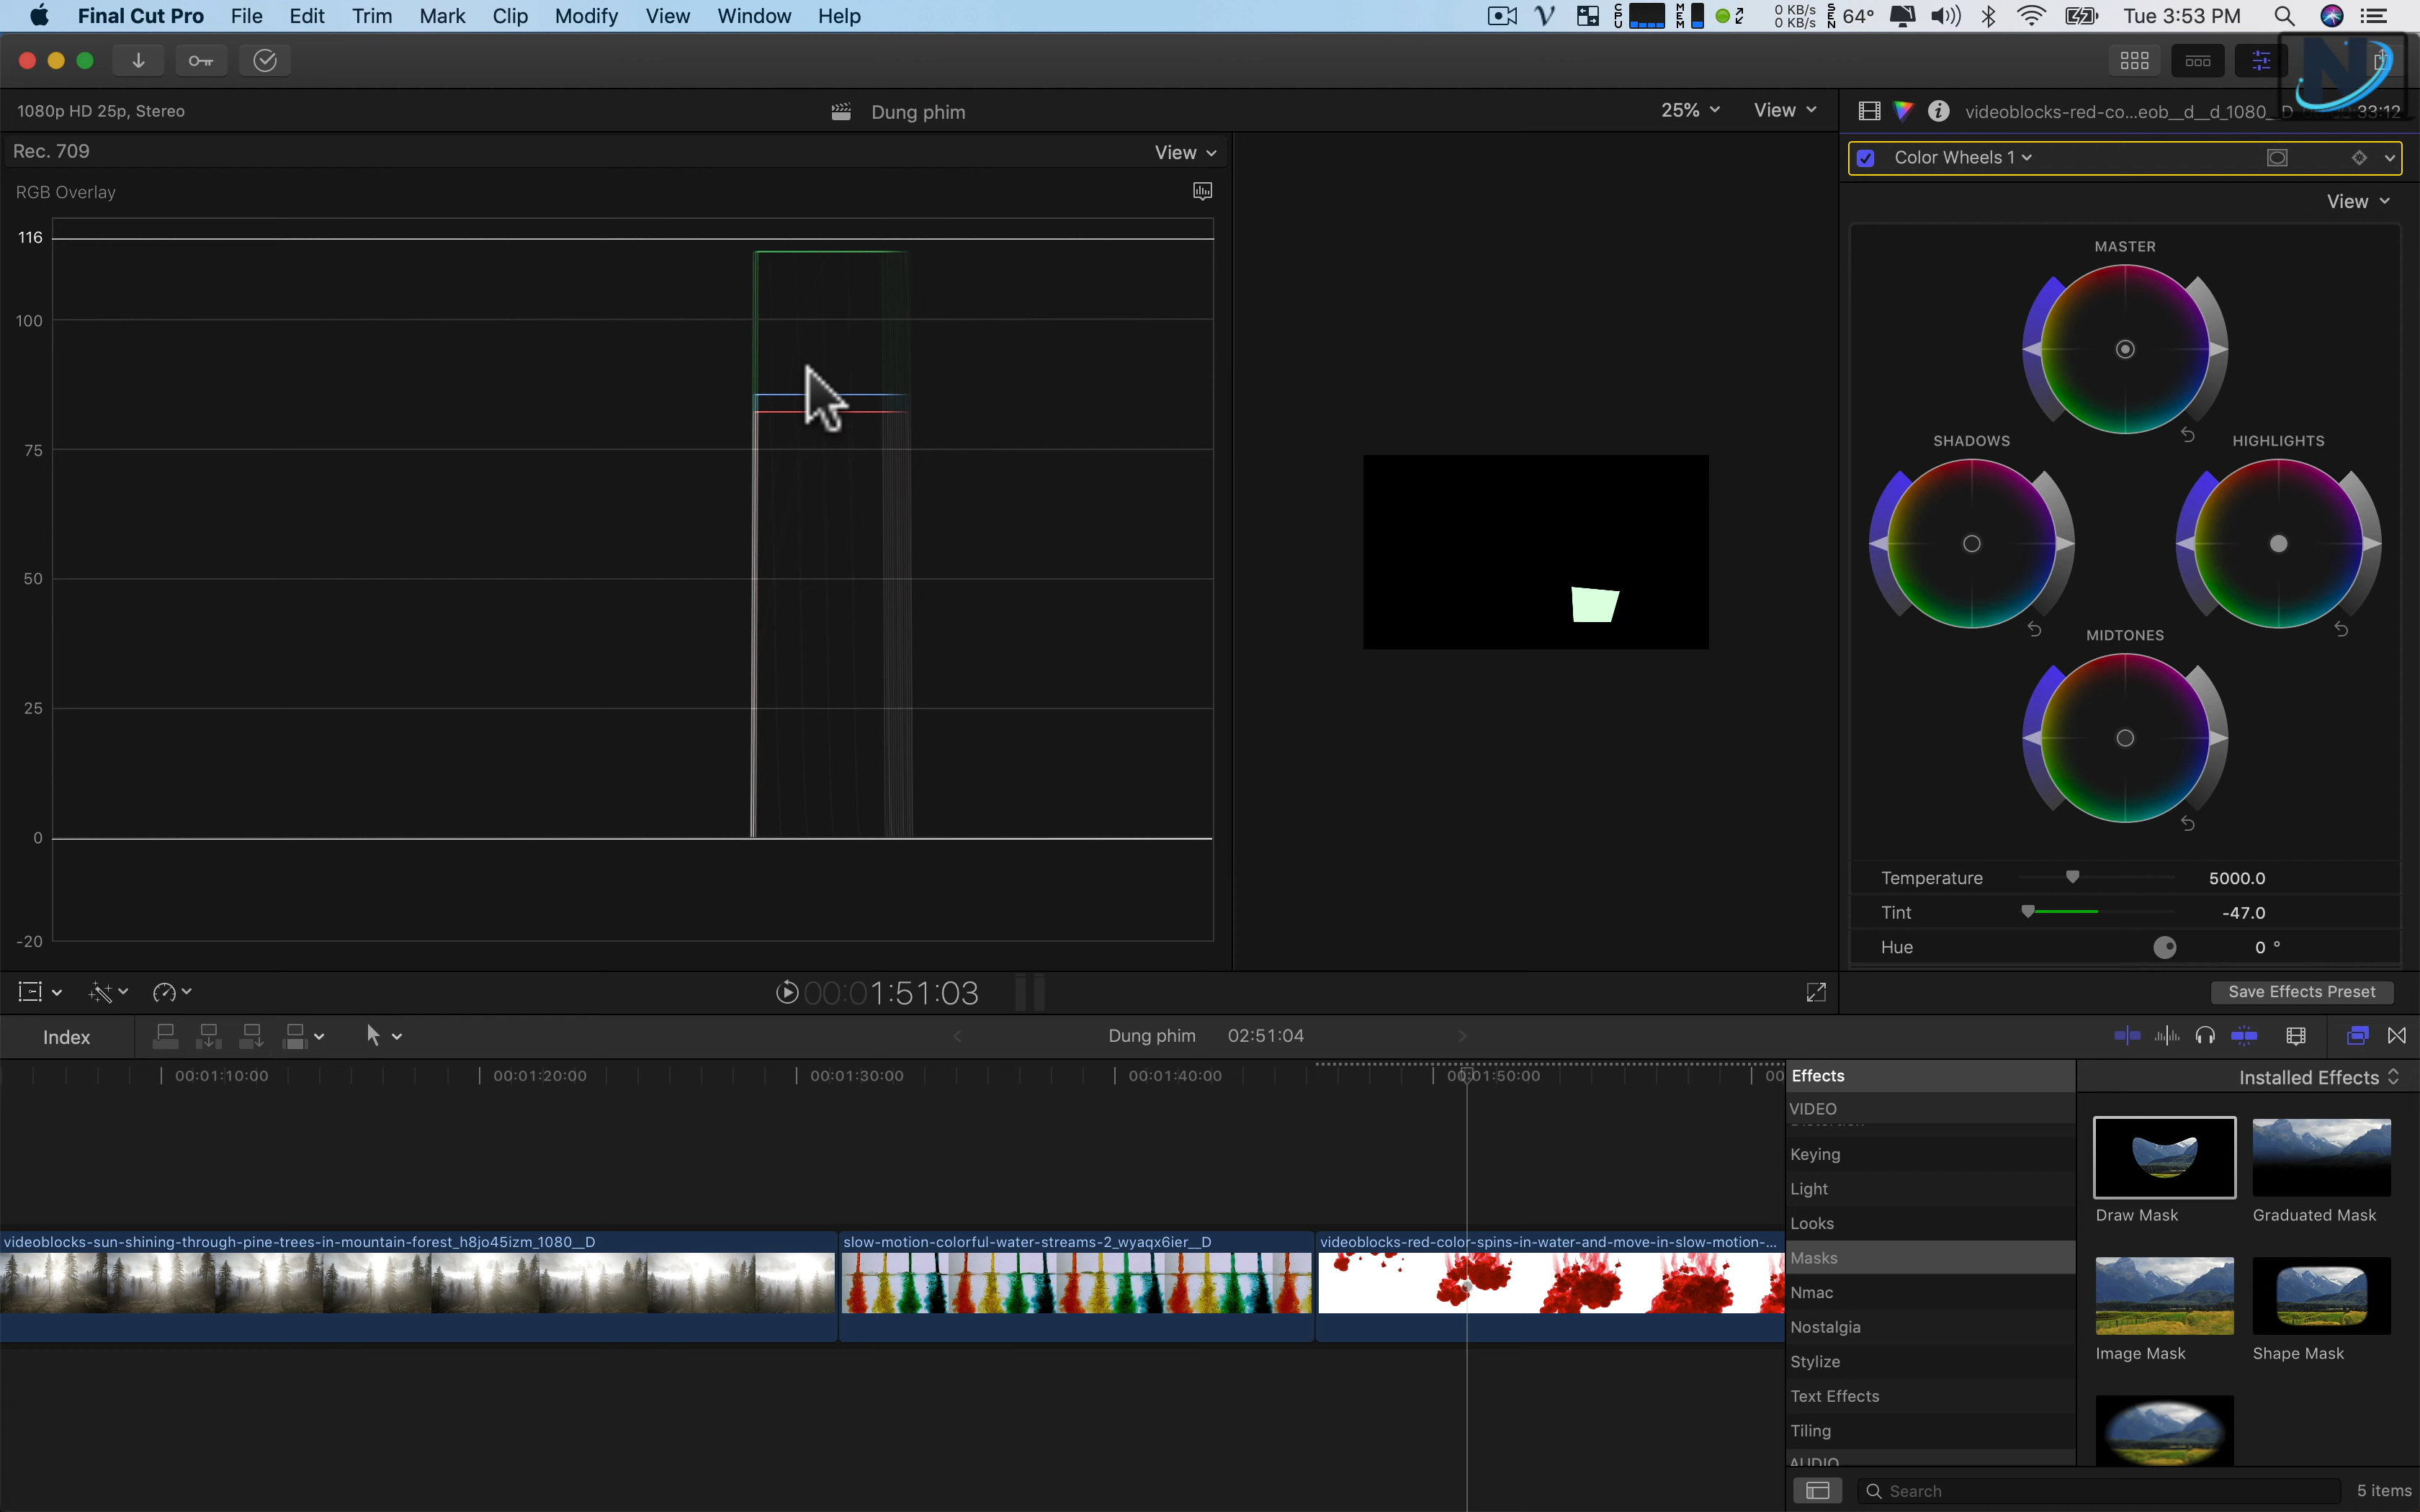 Final Cut Pro File Edit Trim Mark Clip Modify View Window Help
CPU MEM 0 KB/s 0 KB/s SEN 64° Tue 3:53 PM
1080p HD 25p, Stereo
Dung phim
25% View
videoblocks-red-co...eob__d__d_1080__D
33:12
Rec. 709
View
Color Wheels 1
RGB Overlay
View
116
100
75
50
25
0
-20
MASTER
SHADOWS
HIGHLIGHTS
MIDTONES
Temperature 5000.0
Tint -47.0
Hue 0 °
00:01:51:03
Save Effects Preset
Index
Dung phim 02:51:04
00:01:10:00 00:01:20:00 00:01:30:00 00:01:40:00 00:01:50:00 00
Effects
Installed Effects
VIDEO
Keying
Light
Looks
Masks
Nmac
Nostalgia
Stylize
Text Effects
Tiling
AUDIO
Draw Mask
Graduated Mask
Image Mask
Shape Mask
videoblocks-sun-shining-through-pine-trees-in-mountain-forest_h8jo45izm_1080__D
slow-motion-colorful-water-streams-2_wyaqx6ier__D
videoblocks-red-color-spins-in-water-and-move-in-slow-motion-...
Search
5 items